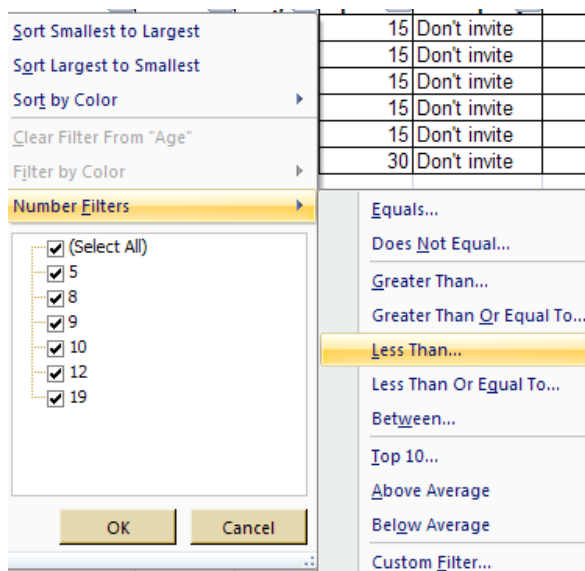 Sort Smallest to Largest
Sort Largest to Smallest
Sort by Color
Clear Filter From "Age"
Filter by Color
Number Filters
(Select All)
5
8
9
10
12
19
OK Cancel
15 Don't invite
15 Don't invite
15 Don't invite
15 Don't invite
15 Don't invite
30 Don't invite
Equals...
Does Not Equal...
Greater Than...
Greater Than Or Equal To...
Less Than...
Less Than Or Equal To...
Between...
Top 10...
Above Average
Below Average
Custom Filter...